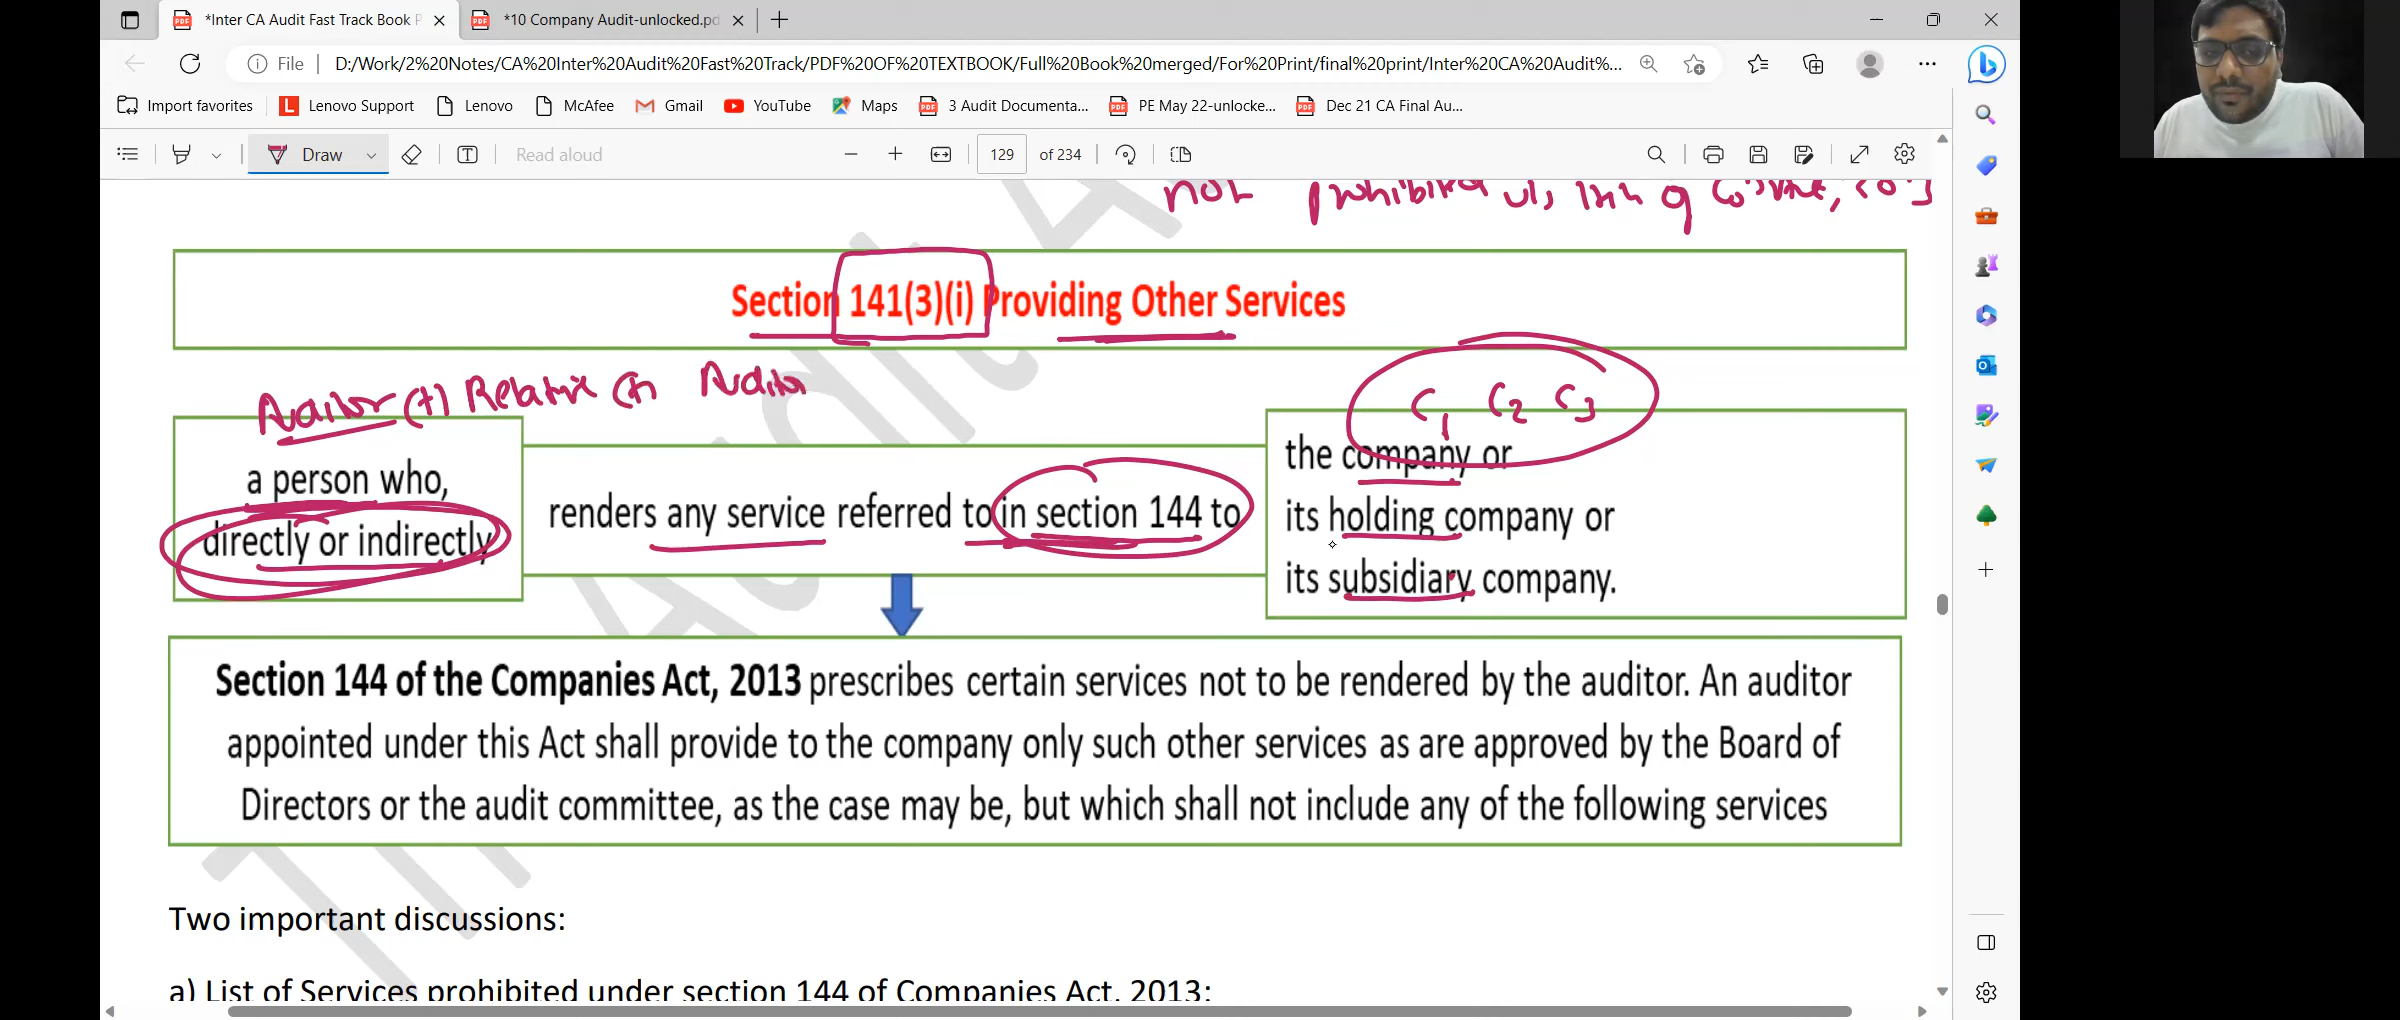 *Inter CA Audit Fast Track Book P
*10 Company Audit-unlocked.pd
File
D:/Work/2%20Notes/CA%20Inter%20Audit%20Fast%20Track/PDF%20OF%20TEXTBOOK/Full%20Book%20merged/For%20Print/final%20print/Inter%20CA%20Audit%...
Import favorites
Lenovo Support
Lenovo
McAfee
Gmail
YouTube
Maps
3 Audit Documenta...
PE May 22-unlocke...
Dec 21 CA Final Au...
Draw
Read aloud
129 of 234
not prohibited
Section 141(3)(i) Providing Other Services
Auditor (+) Relative (+) Auditor
C1 C2 C3
a person who,
directly or indirectly
renders any service referred to in section 144 to
the company or
its holding company or
its subsidiary company.
Section 144 of the Companies Act, 2013 prescribes certain services not to be rendered by the auditor. An auditor
appointed under this Act shall provide to the company only such other services as are approved by the Board of
Directors or the audit committee, as the case may be, but which shall not include any of the following services
Two important discussions:
a) List of Services prohibited under section 144 of Companies Act, 2013: